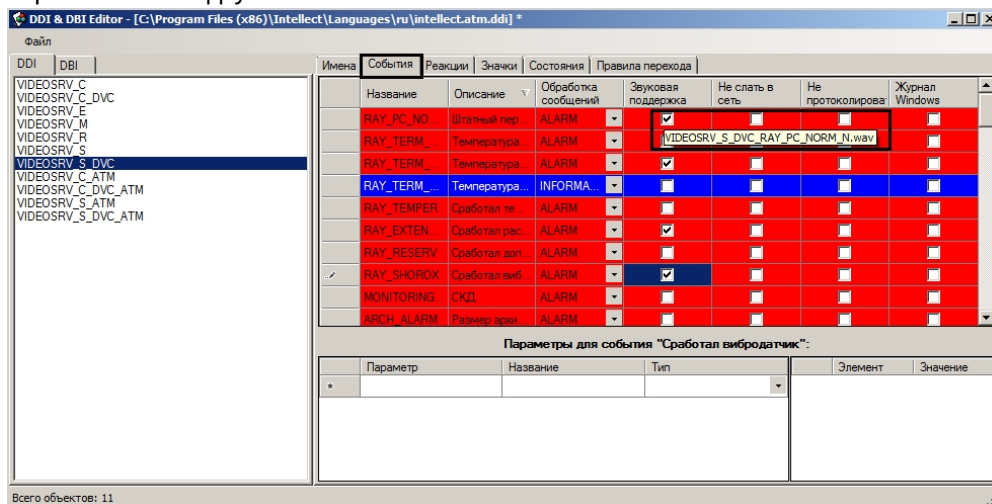 DDI & DBI Editor - [C:\Program Files (x86)\Intellect\Languages\ru\intellect.atm.ddi] *
Файл
DDI DBI
VIDEOSRV_C
VIDEOSRV_C_DVC
VIDEOSRV_E
VIDEOSRV_M
VIDEOSRV_R
VIDEOSRV_S
VIDEOSRV_S_DVC
VIDEOSRV_C_ATM
VIDEOSRV_C_DVC_ATM
VIDEOSRV_S_ATM
VIDEOSRV_S_DVC_ATM
Имена События Реакции Значки Состояния Правила перехода
Название Описание Обработка сообщений Звуковая поддержка Не слать в сеть Не протоколирова Журнал Windows
RAY_PC_NO... Штатный пер... ALARM
VIDEOSRV_S_DVC_RAY_PC_NORM_N.wav
RAY_TERM_... Температура... ALARM
RAY_TERM_... Температура... ALARM
RAY_TERM_... Температура... INFORMA...
RAY_TEMPER Сработал те... ALARM
RAY_EXTEN... Сработал рас... ALARM
RAY_RESERV Сработал доп... ALARM
RAY_SHOROX Сработал виб... ALARM
MONITORING... СКД ALARM
ARCH_ALARM Размер архи... ALARM
Параметры для события "Сработал вибродатчик":
Параметр Название Тип
Элемент Значение
Всего объектов: 11